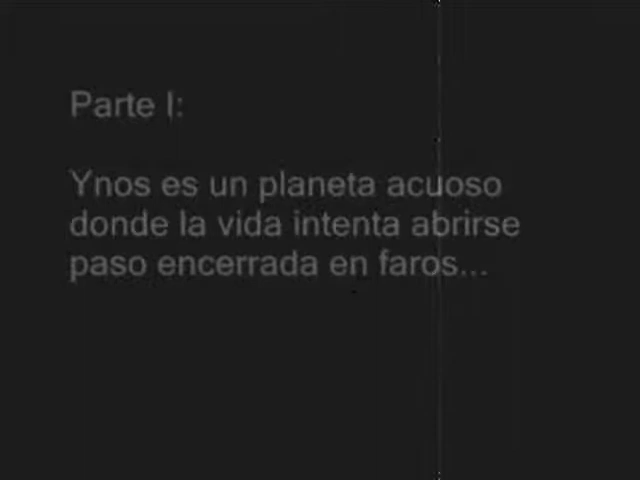 Parte I:
Ynos es un planeta acuoso
donde la vida intenta abrirse
paso encerrada en faros...